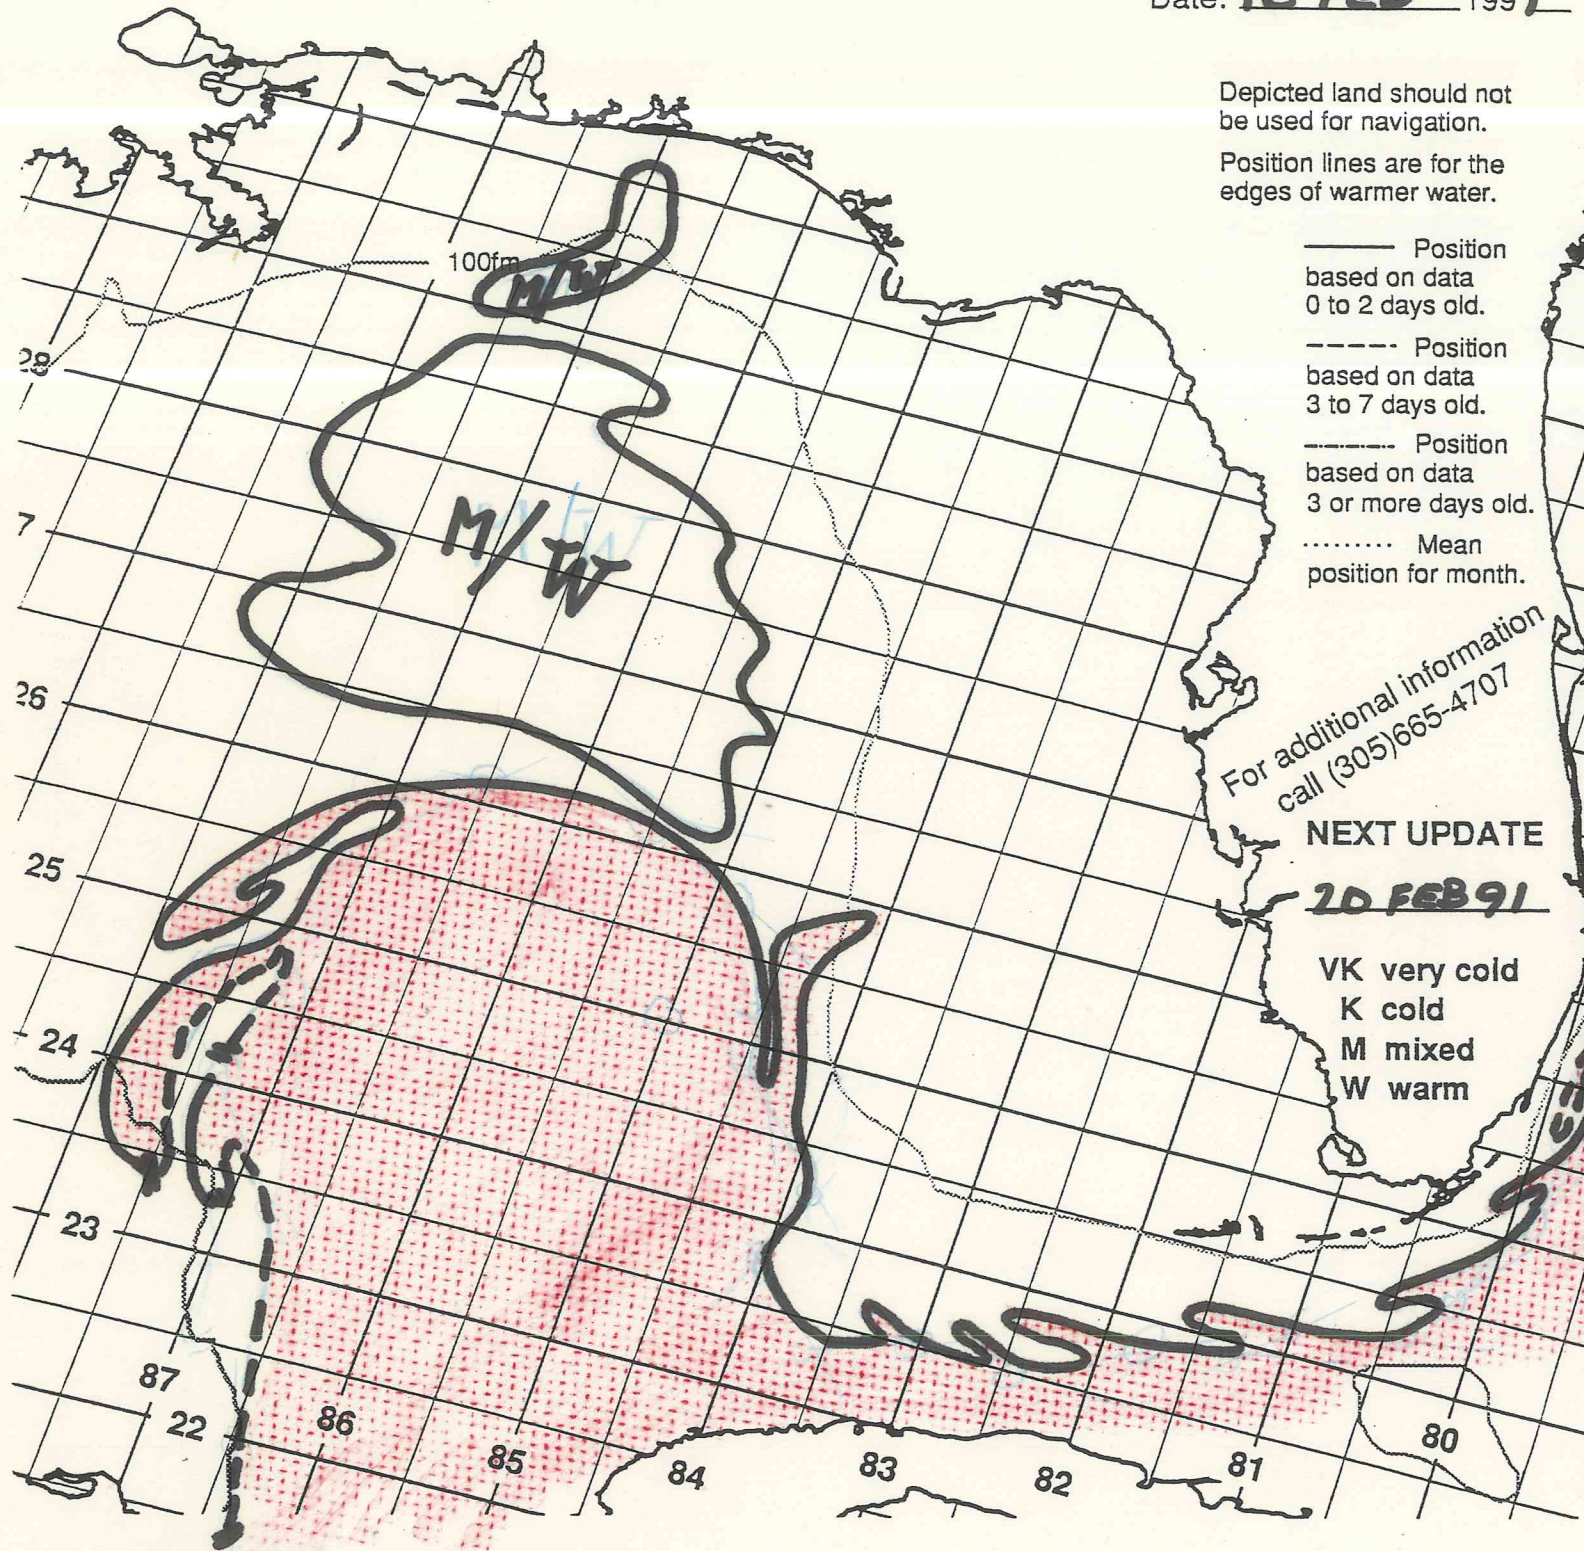 Date: 199
Depicted land should not
be used for navigation.
Position lines are for the
edges of warmer water.
Position
based on data
0 to 2 days old.
Position
based on data
3 to 7 days old.
Position
based on data
3 or more days old.
Mean
position for month.
For additional information
call (305)665-4707
NEXT UPDATE
20 FEB 91
VK very cold
K cold
M mixed
W warm
100fm
M/W
28
M/W
7
26
25
24
23
87
22
86
85
84
83
82
81
80